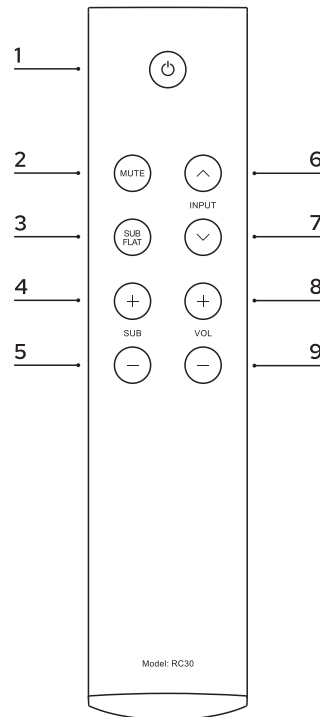 1
2 MUTE 6
INPUT
3 SUB FLAT 7
4 + + 8
SUB VOL
5 − − 9
Model: RC30